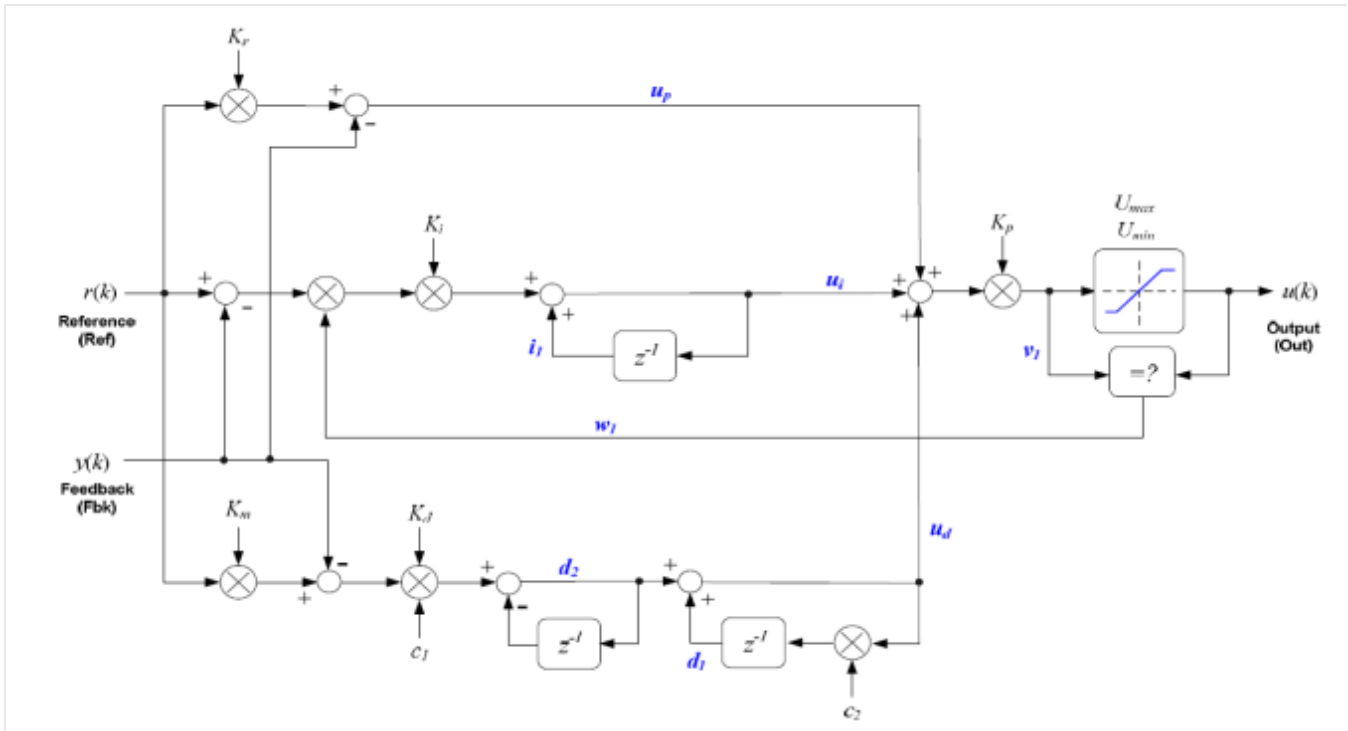 K_r
+
-
u_p
U_max
U_min
K_i
K_p
r(k)
Reference
(Ref)
+
-
+
+
u_i
+
+
+
u(k)
Output
(Out)
i_1
z^-1
v_1
=?
w_1
y(k)
Feedback
(Fbk)
K_m
K_d
u_d
-
+
+
-
d_2
+
+
z^-1
d_1
z^-1
c_1
c_2